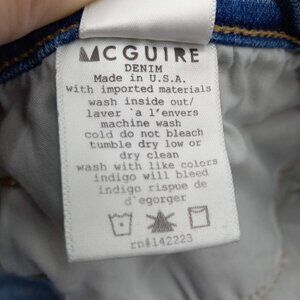 MCGUIRE
DENIM
Made in U.S.A.
with imported materials
wash inside out/
laver `a l'envers
machine wash
cold do not bleach
tumble dry low or
dry clean
wash with like colors
indigo will bleed
indigo rispue de
d`egorger
rn#142223